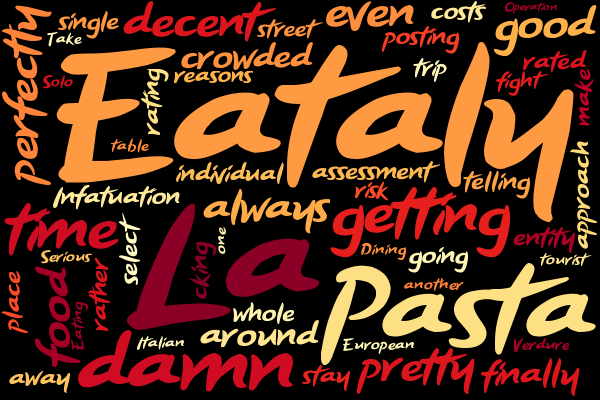 perfectly
single
Take
decent
street
even
costs
Operation
good
posting
crowded
reasons
Solo
rating
trip
rated
fight
make
Eataly
table
individual
assessment
risk
telling
approach
Infatuation
always
getting
time
Serious
select
La
cking
one
Dining
going
entity
tourist
place
food
Eating
rather
whole
another
Pasta
Italian
around
European
Verdure
away
damn
stay
pretty
finally